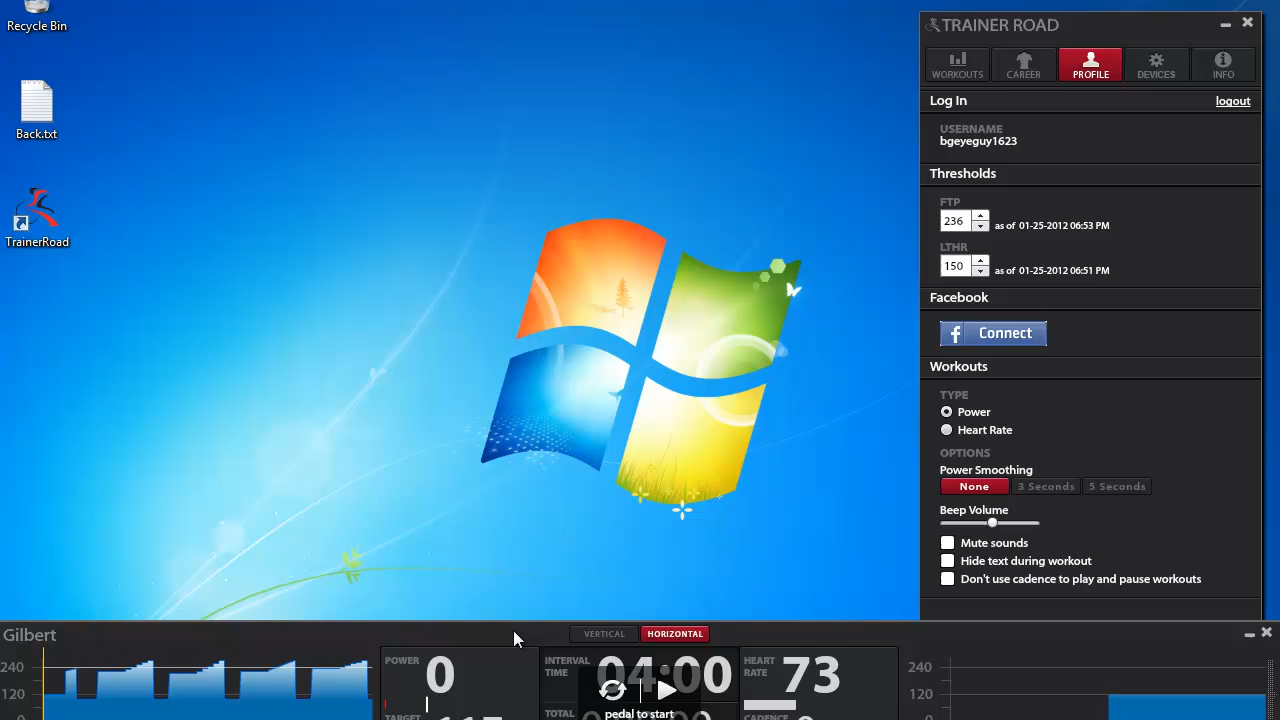 Recycle Bin
Back.txt
TrainerRoad
TRAINER ROAD
WORKOUTS CAREER PROFILE DEVICES INFO
Log In logout
USERNAME
bgeyeguy1623
Thresholds
FTP
236 as of 01-25-2012 06:53 PM
LTHR
150 as of 01-25-2012 06:51 PM
Facebook
f Connect
Workouts
TYPE
Power
Heart Rate
OPTIONS
Power Smoothing
None 3 Seconds 5 Seconds
Beep Volume
Mute sounds
Hide text during workout
Don't use cadence to play and pause workouts
Gilbert VERTICAL HORIZONTAL
240
120
0
POWER 0
TARGET
INTERVAL TIME 04:00
TOTAL
pedal to start
HEART RATE 73
CADENCE
240
120
0